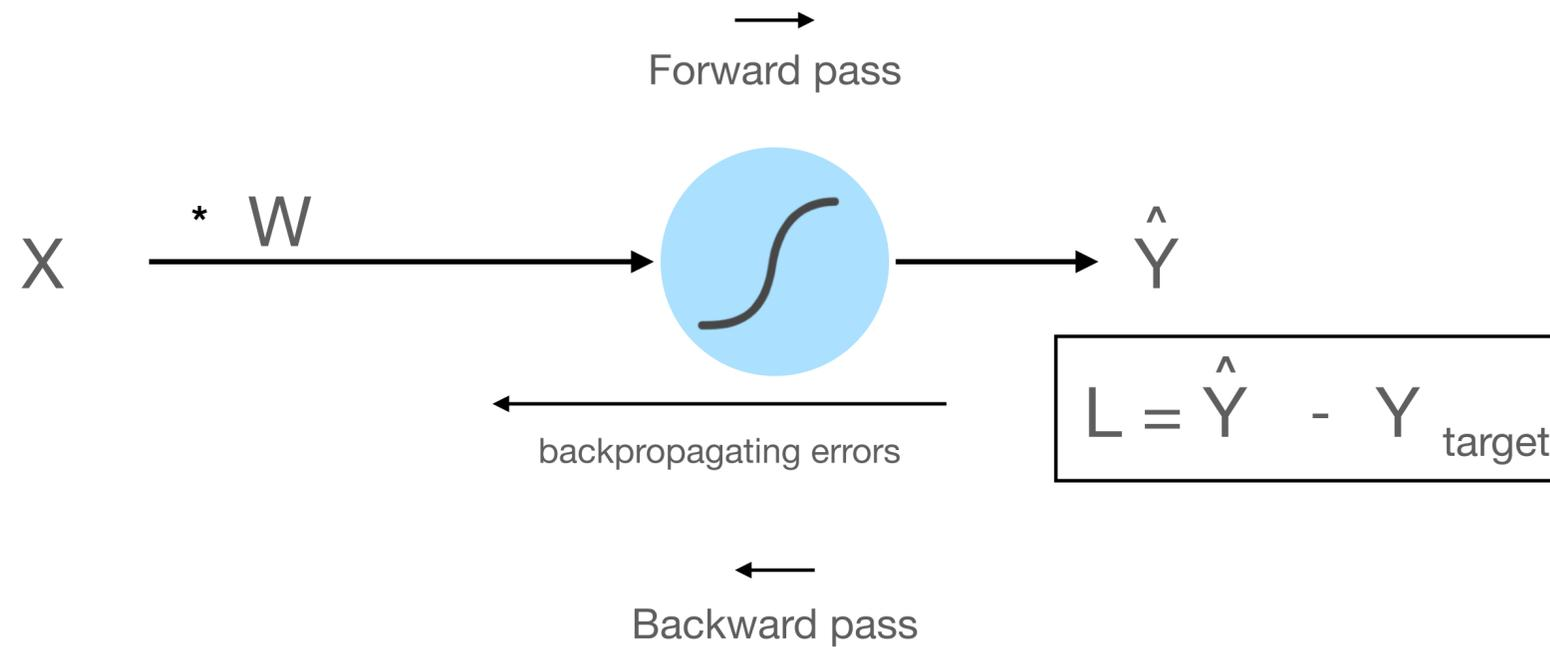 Forward pass
* W
X
Ŷ
L = Ŷ - Y target
backpropagating errors
Backward pass